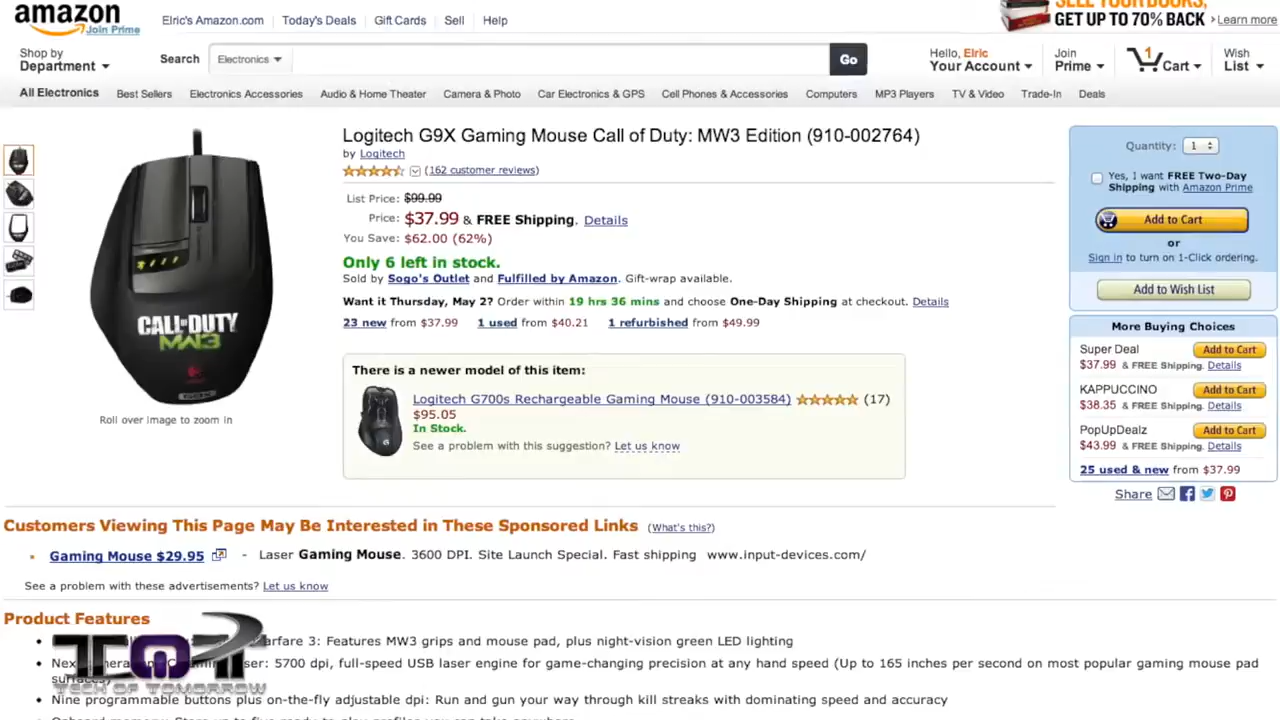 amazon
Join Prime
Elric's Amazon.com
Today's Deals
Gift Cards
Sell
Help
GET UP TO 70% BACK
Learn more
Shop by
Department
Search
Electronics
Go
Hello, Elric
Your Account
Join
Prime
1
Cart
Wish
List
All Electronics
Best Sellers
Electronics Accessories
Audio & Home Theater
Camera & Photo
Car Electronics & GPS
Cell Phones & Accessories
Computers
MP3 Players
TV & Video
Trade-In
Deals
CALL OF DUTY
MW3
Roll over image to zoom in
Logitech G9X Gaming Mouse Call of Duty: MW3 Edition (910-002764)
by Logitech
(162 customer reviews)
List Price: $99.99
Price: $37.99 & FREE Shipping. Details
You Save: $62.00 (62%)
Only 6 left in stock.
Sold by Sogo's Outlet and Fulfilled by Amazon. Gift-wrap available.
Want it Thursday, May 2? Order within 19 hrs 36 mins and choose One-Day Shipping at checkout. Details
23 new from $37.99 1 used from $40.21 1 refurbished from $49.99
There is a newer model of this item:
Logitech G700s Rechargeable Gaming Mouse (910-003584) (17)
$95.05
In Stock.
See a problem with this suggestion? Let us know
Quantity: 1
Yes, I want FREE Two-Day
Shipping with Amazon Prime
Add to Cart
or
Sign in to turn on 1-Click ordering.
Add to Wish List
More Buying Choices
Super Deal Add to Cart
$37.99 & FREE Shipping. Details
KAPPUCCINO Add to Cart
$38.35 & FREE Shipping. Details
PopUpDealz Add to Cart
$43.99 & FREE Shipping. Details
25 used & new from $37.99
Share
Customers Viewing This Page May Be Interested in These Sponsored Links (What's this?)
Gaming Mouse $29.95 - Laser Gaming Mouse. 3600 DPI. Site Launch Special. Fast shipping www.input-devices.com/
See a problem with these advertisements? Let us know
Product Features
arfare 3: Features MW3 grips and mouse pad, plus night-vision green LED lighting
5700 dpi, full-speed USB laser engine for game-changing precision at any hand speed (Up to 165 inches per second on most popular gaming mouse pad
surfaces)
TECH OF TOMORROW
Nine programmable buttons plus on-the-fly adjustable dpi: Run and gun your way through kill streaks with dominating speed and accuracy